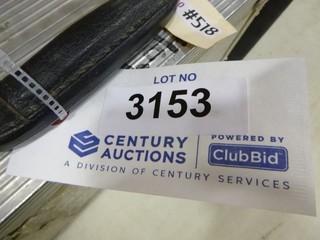 #518
LOT NO
3153
CENTURY
AUCTIONS
POWERED BY
ClubBid
A DIVISION OF CENTURY SERVICES